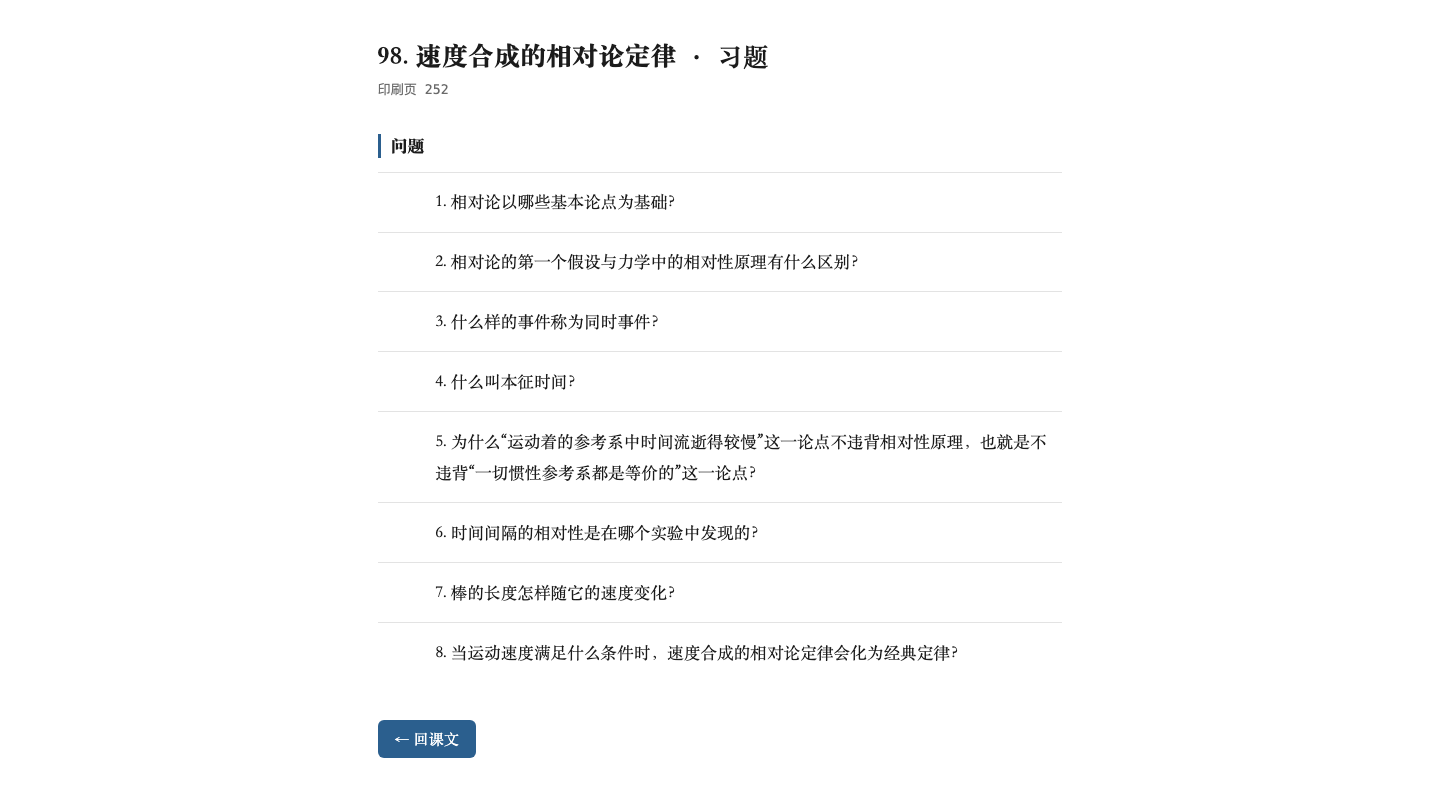 98. 速度合成的相对论定律 · 习题
印刷页 252
问题
1. 相对论以哪些基本论点为基础?
2. 相对论的第一个假设与力学中的相对性原理有什么区别?
3. 什么样的事件称为同时事件?
4. 什么叫本征时间?
5. 为什么“运动着的参考系中时间流逝得较慢”这一论点不违背相对性原理，也就是不
违背“一切惯性参考系都是等价的”这一论点?
6. 时间间隔的相对性是在哪个实验中发现的?
7. 棒的长度怎样随它的速度变化?
8. 当运动速度满足什么条件时，速度合成的相对论定律会化为经典定律?
← 回课文